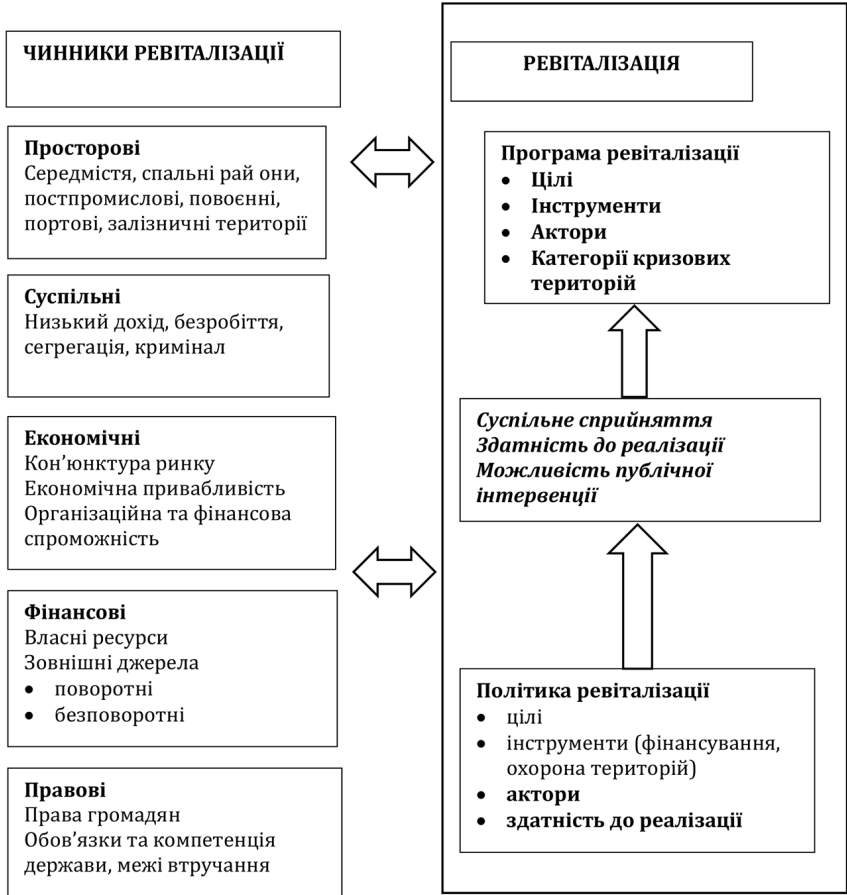 ЧИННИКИ РЕВІТАЛІЗАЦІЇ
Просторові
Середмістя, спальні рай они,
постпромислові, повоєнні,
портові, залізничні території
Суспільні
Низький дохід, безробіття,
сегрегація, кримінал
Економічні
Кон’юнктура ринку
Економічна привабливість
Організаційна та фінансова
спроможність
Фінансові
Власні ресурси
Зовнішні джерела
• поворотні
• безповоротні
Правові
Права громадян
Обов’язки та компетенція
держави, межі втручання
РЕВІТАЛІЗАЦІЯ
Програма ревіталізації
• Цілі
• Інструменти
• Актори
• Категорії кризових
територій
Суспільне сприйняття
Здатність до реалізації
Можливість публічної
інтервенції
Політика ревіталізації
• цілі
• інструменти (фінансування,
охорона територій)
• актори
• здатність до реалізації